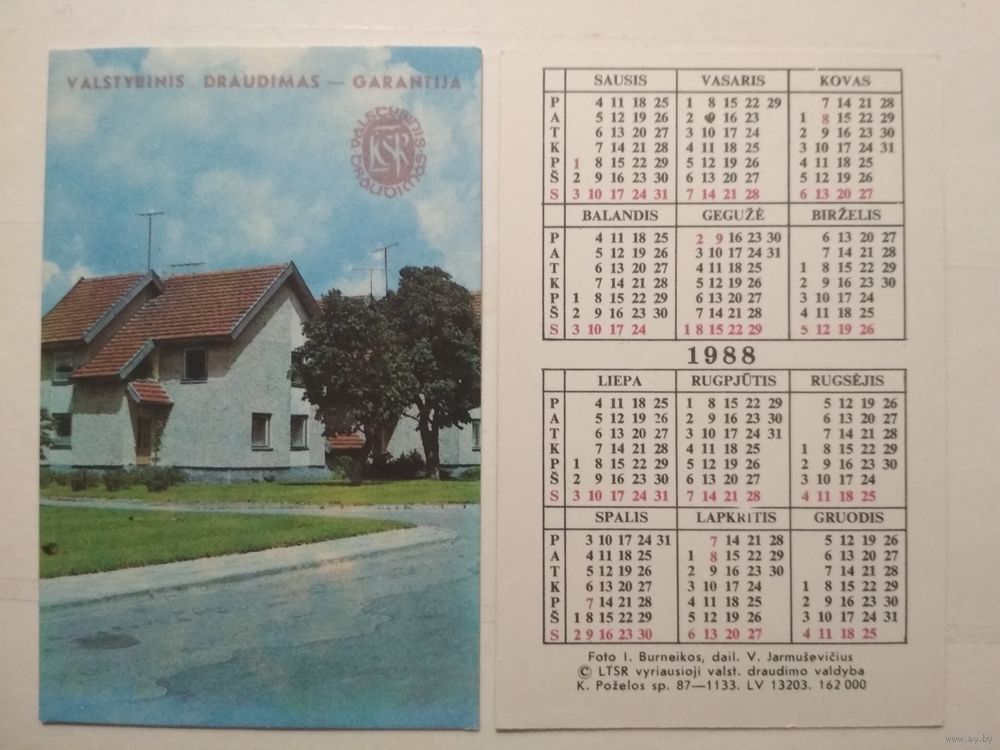 VALSTYBINIS DRAUDIMAS — GARANTIJA
VALSTYBINIS DRAUDIMAS
LTSR
SAUSIS VASARIS KOVAS
P 4 11 18 25 1 8 15 22 29 7 14 21 28
A 5 12 19 26 2 9 16 23 1 8 15 22 29
T 6 13 20 27 3 10 17 24 2 9 16 23 30
K 7 14 21 28 4 11 18 25 3 10 17 24 31
P 1 8 15 22 29 5 12 19 26 4 11 18 25
Š 2 9 16 23 30 6 13 20 27 5 12 19 26
S 3 10 17 24 31 7 14 21 28 6 13 20 27
BALANDIS GEGUŽĖ BIRŽELIS
P 4 11 18 25 2 9 16 23 30 6 13 20 27
A 5 12 19 26 3 10 17 24 31 7 14 21 28
T 6 13 20 27 4 11 18 25 1 8 15 22 29
K 7 14 21 28 5 12 19 26 2 9 16 23 30
P 1 8 15 22 29 6 13 20 27 3 10 17 24
Š 2 9 16 23 30 7 14 21 28 4 11 18 25
S 3 10 17 24 1 8 15 22 29 5 12 19 26
1988
LIEPA RUGPJŪTIS RUGSĖJIS
P 4 11 18 25 1 8 15 22 29 5 12 19 26
A 5 12 19 26 2 9 16 23 30 6 13 20 27
T 6 13 20 27 3 10 17 24 31 7 14 21 28
K 7 14 21 28 4 11 18 25 1 8 15 22 29
P 1 8 15 22 29 5 12 19 26 2 9 16 23 30
Š 2 9 16 23 30 6 13 20 27 3 10 17 24
S 3 10 17 24 31 7 14 21 28 4 11 18 25
SPALIS LAPKRITIS GRUODIS
P 3 10 17 24 31 7 14 21 28 5 12 19 26
A 4 11 18 25 1 8 15 22 29 6 13 20 27
T 5 12 19 26 2 9 16 23 30 7 14 21 28
K 6 13 20 27 3 10 17 24 1 8 15 22 29
P 7 14 21 28 4 11 18 25 2 9 16 23 30
Š 1 8 15 22 29 5 12 19 26 3 10 17 24 31
S 2 9 16 23 30 6 13 20 27 4 11 18 25
Foto I. Burneikos, dail. V. Jarmuševičius
© LTSR vyriausioji valst. draudimo valdyba
K. Poželos sp. 87—1133. LV 13203. 162 000
www.ay.by